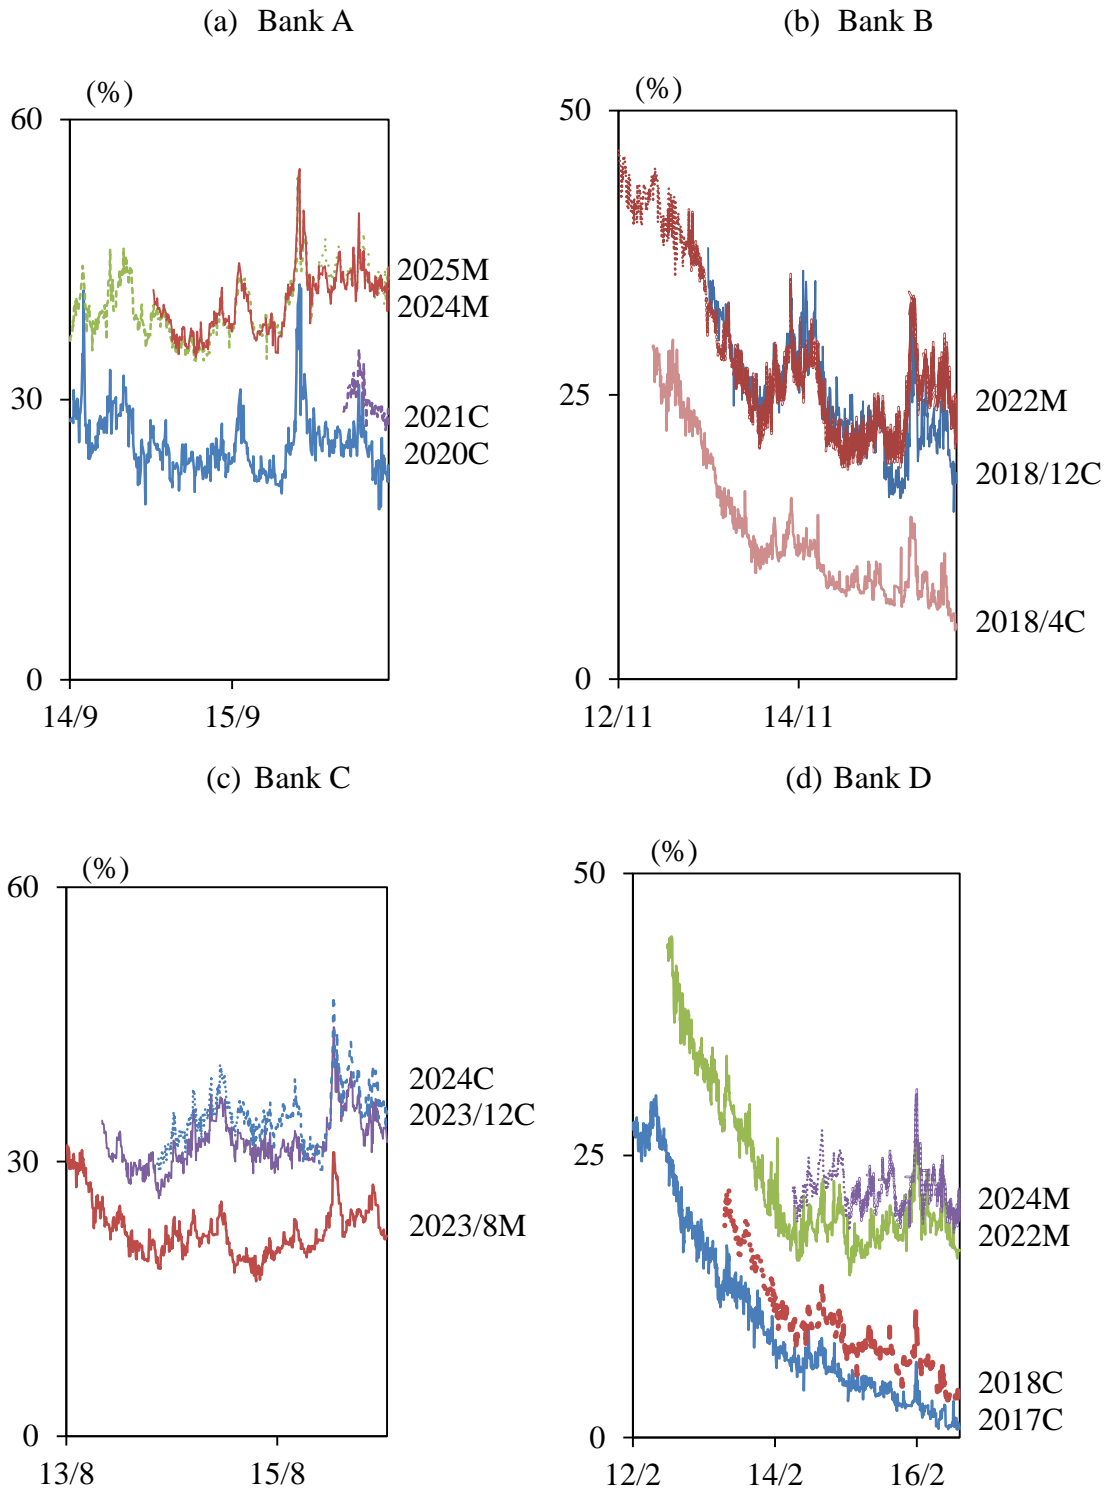 (a) Bank A
(%)
60
30
0
14/9
15/9
2025M
2024M
2021C
2020C
(b) Bank B
(%)
50
25
0
12/11
14/11
2022M
2018/12C
2018/4C
(c) Bank C
(%)
60
30
0
13/8
15/8
2024C
2023/12C
2023/8M
(d) Bank D
(%)
50
25
0
12/2
14/2
16/2
2024M
2022M
2018C
2017C